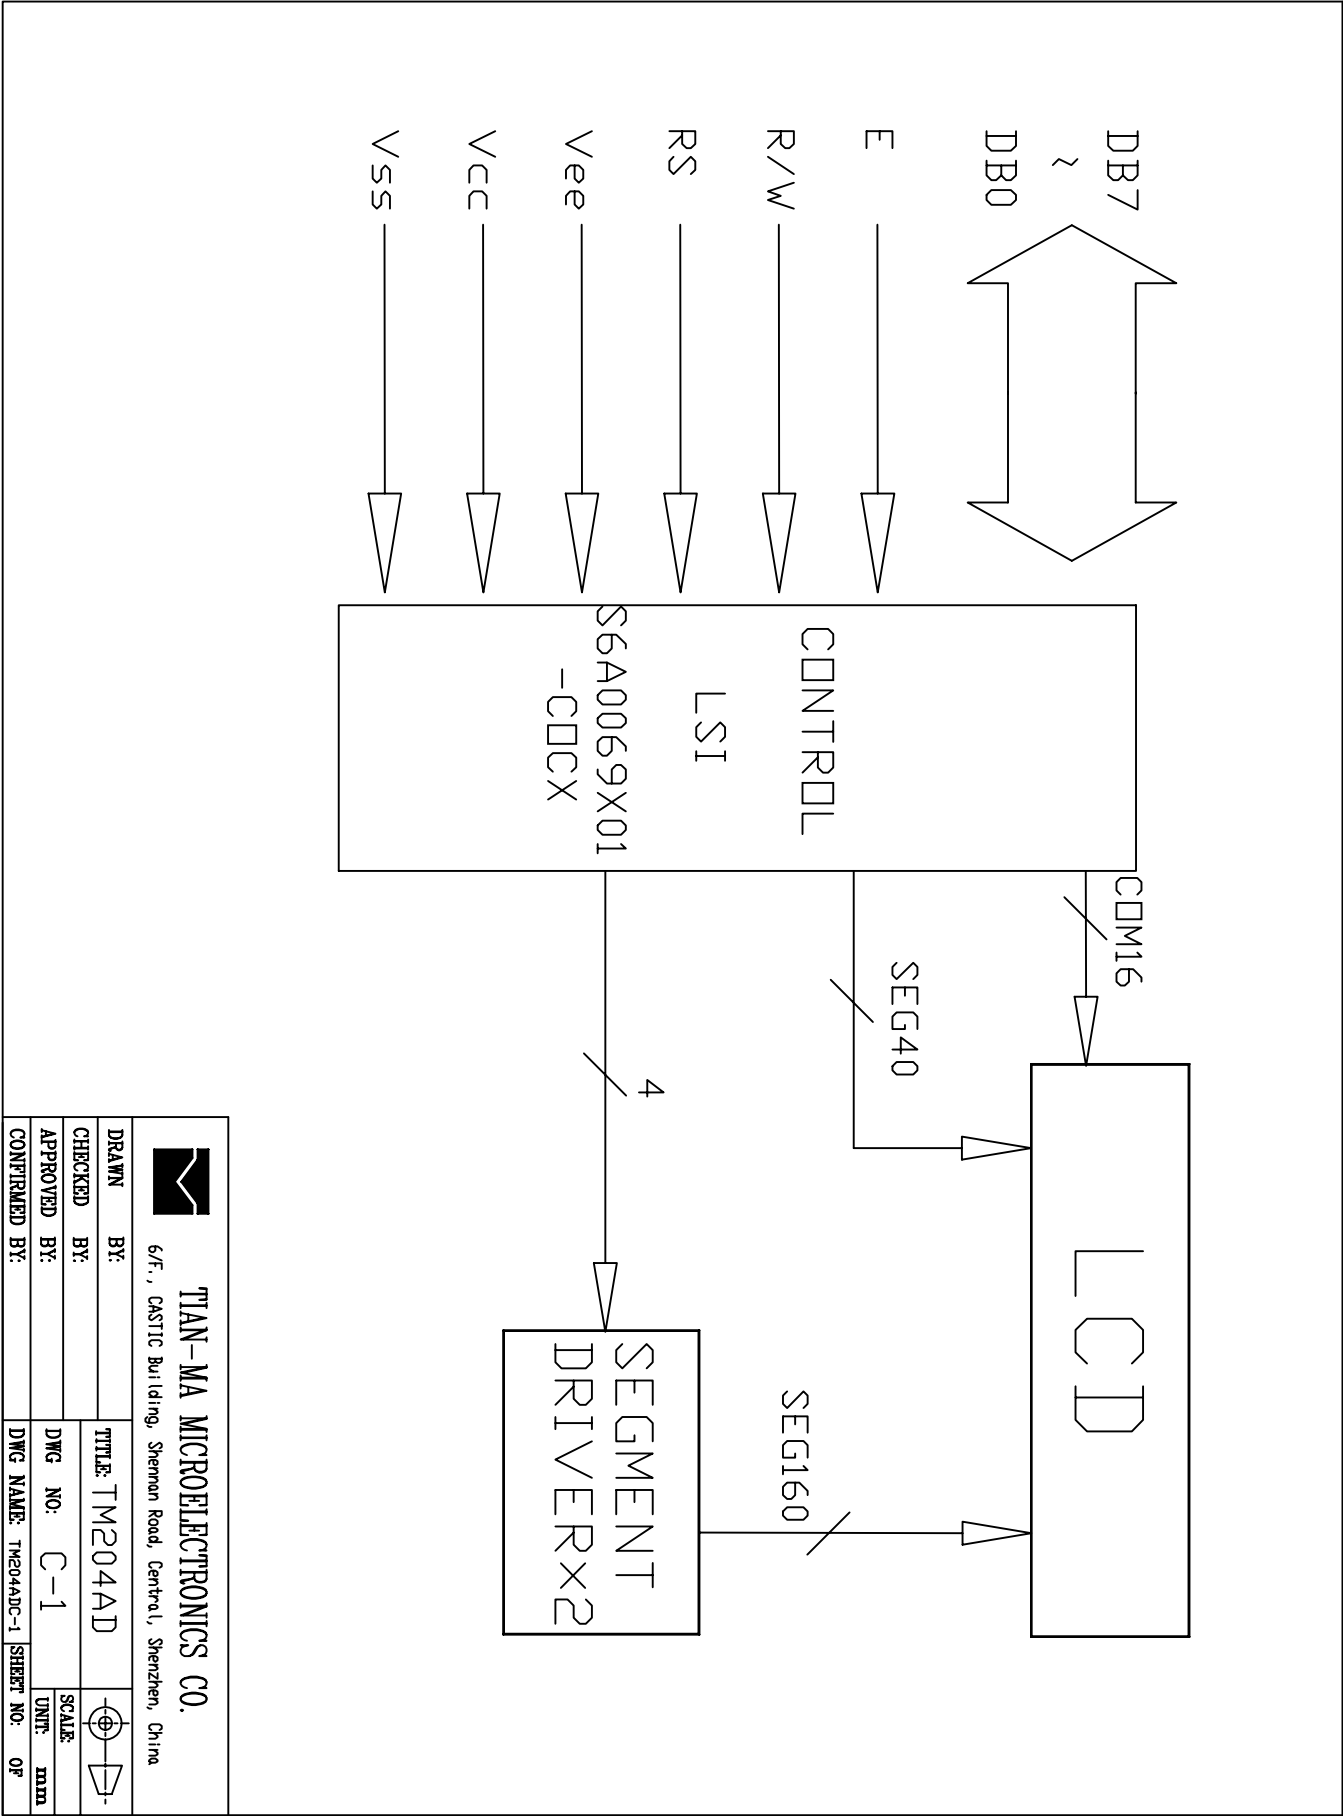 DB7
~
DB0
E
R/W
RS
Vee
Vcc
Vss
CONTROL
LSI
S6A0069X01
-COCX
COM16
SEG40
4
LCD
SEG160
SEGMENT
DRIVER×2
TIAN-MA MICROELECTRONICS CO.
6/F., CASTIC Building, Shennan Road, Central, Shenzhen, China
DRAWN BY:
CHECKED BY:
APPROVED BY:
CONFIRMED BY:
TITLE: TM204AD
DWG NO: C-1
DWG NAME: TM204ADC-1
SCALE:
UNIT: mm
SHEET NO: OF